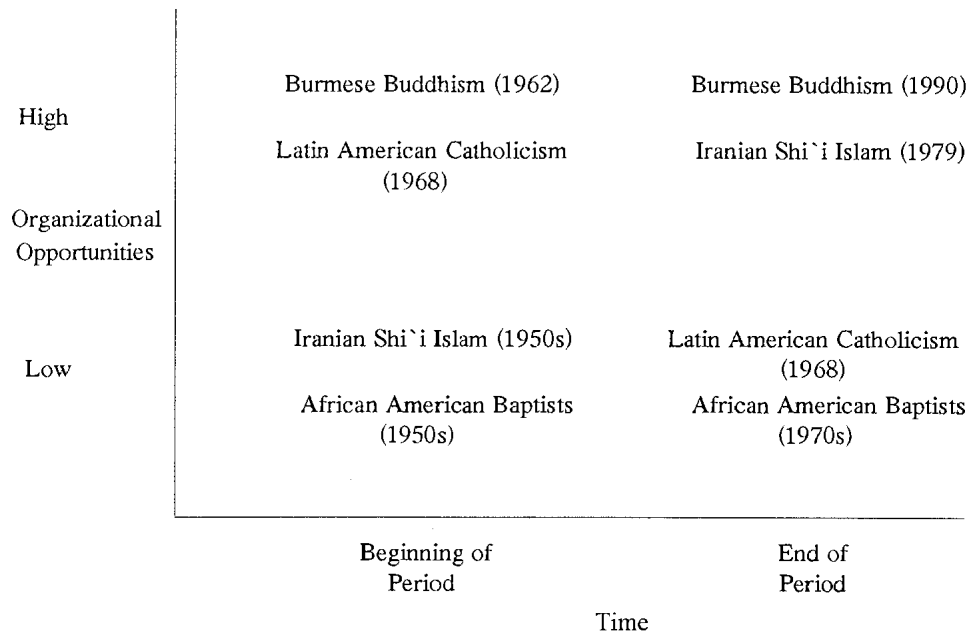 Burmese Buddhism (1962)
Burmese Buddhism (1990)
High
Latin American Catholicism
(1968)
Iranian Shi`i Islam (1979)
Organizational
Opportunities
Iranian Shi`i Islam (1950s)
Latin American Catholicism
(1968)
Low
African American Baptists
(1950s)
African American Baptists
(1970s)
Beginning of
Period
End of
Period
Time